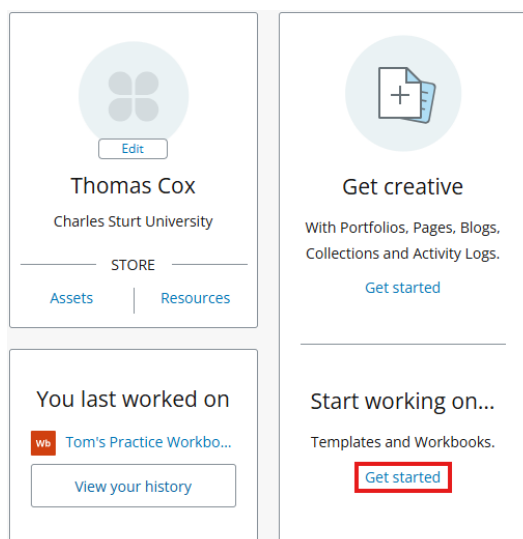 Edit
Thomas Cox
Charles Sturt University
STORE
Assets
Resources
You last worked on
Wb Tom's Practice Workbo...
View your history
Get creative
With Portfolios, Pages, Blogs,
Collections and Activity Logs.
Get started
Start working on...
Templates and Workbooks.
Get started